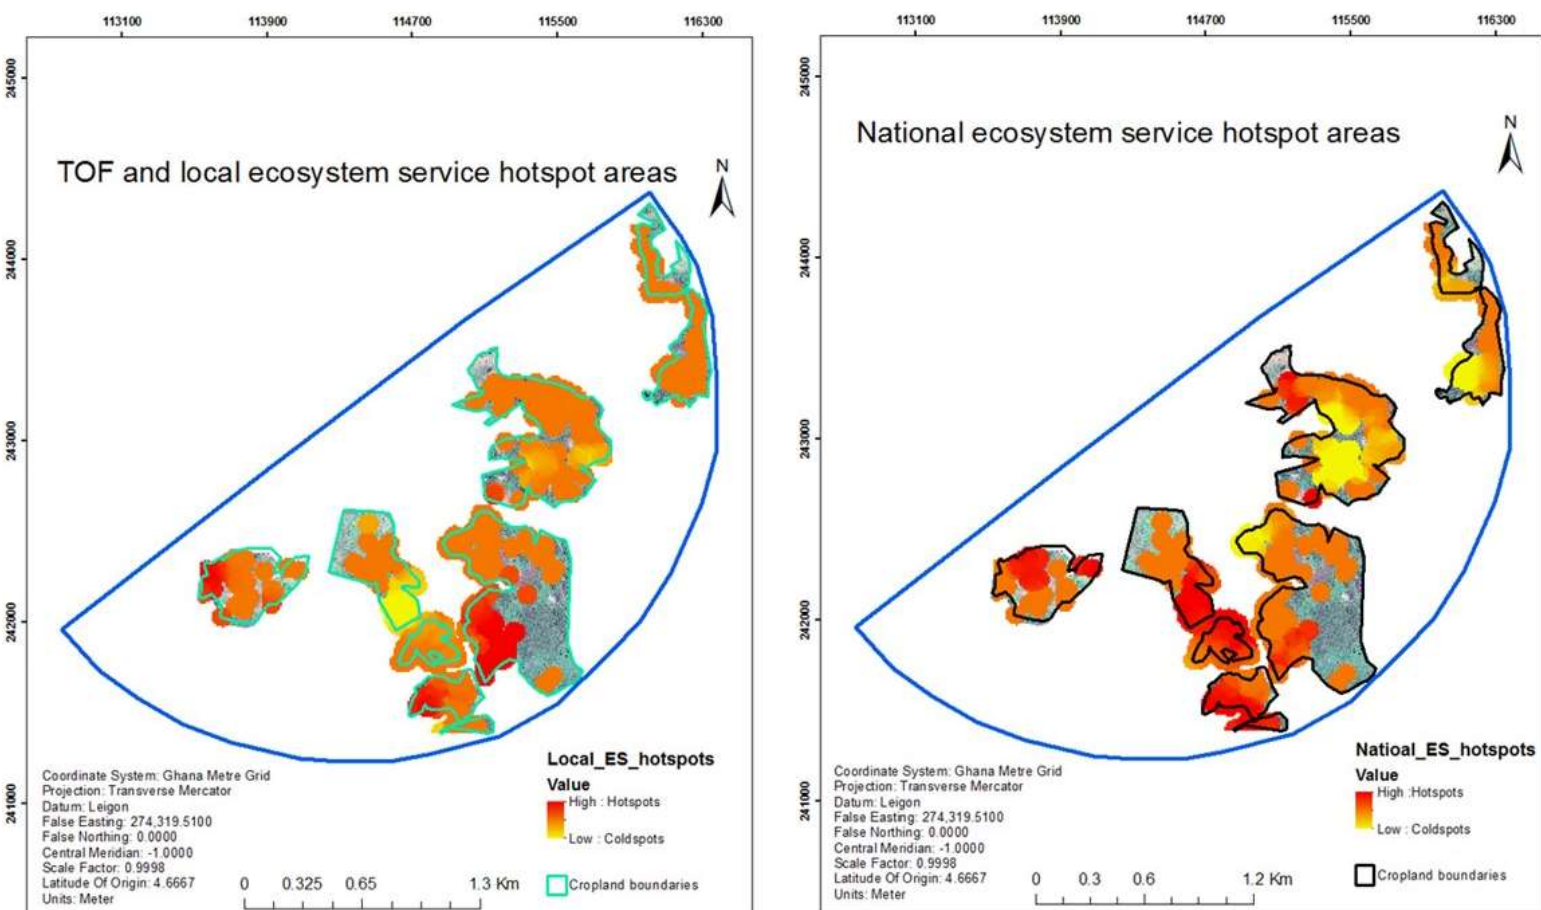 113100 113900 114700 115500 116300
245000
244000
243000
242000
241000
TOF and local ecosystem service hotspot areas
N
Local_ES_hotspots
Value
High : Hotspots
Low : Coldspots
Cropland boundaries
Coordinate System: Ghana Metre Grid
Projection: Transverse Mercator
Datum: Leigon
False Easting: 274,319.5100
False Northing: 0.0000
Central Meridian: -1.0000
Scale Factor: 0.9998
Latitude Of Origin: 4.6667
Units: Meter
0 0.325 0.65 1.3 Km
113100 113900 114700 115500 116300
245000
244000
243000
242000
241000
National ecosystem service hotspot areas
N
Natioal_ES_hotspots
Value
High :Hotspots
Low : Coldspots
Cropland boundaries
Coordinate System: Ghana Metre Grid
Projection: Transverse Mercator
Datum: Leigon
False Easting: 274,319.5100
False Northing: 0.0000
Central Meridian: -1.0000
Scale Factor: 0.9998
Latitude Of Origin: 4.6667
Units: Meter
0 0.3 0.6 1.2 Km